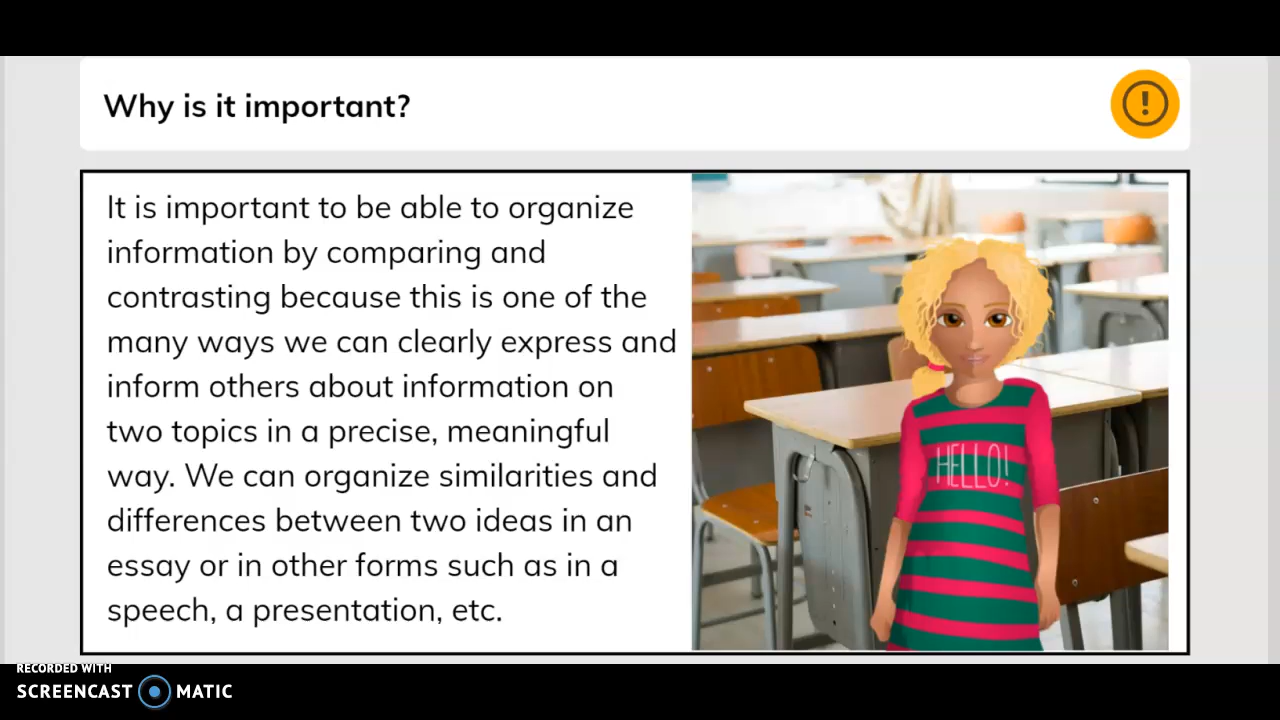 Why is it important?
It is important to be able to organize
information by comparing and
contrasting because this is one of the
many ways we can clearly express and
inform others about information on
two topics in a precise, meaningful
way. We can organize similarities and
differences between two ideas in an
essay or in other forms such as in a
speech, a presentation, etc.
HELLO!
RECORDED WITH
SCREENCAST MATIC